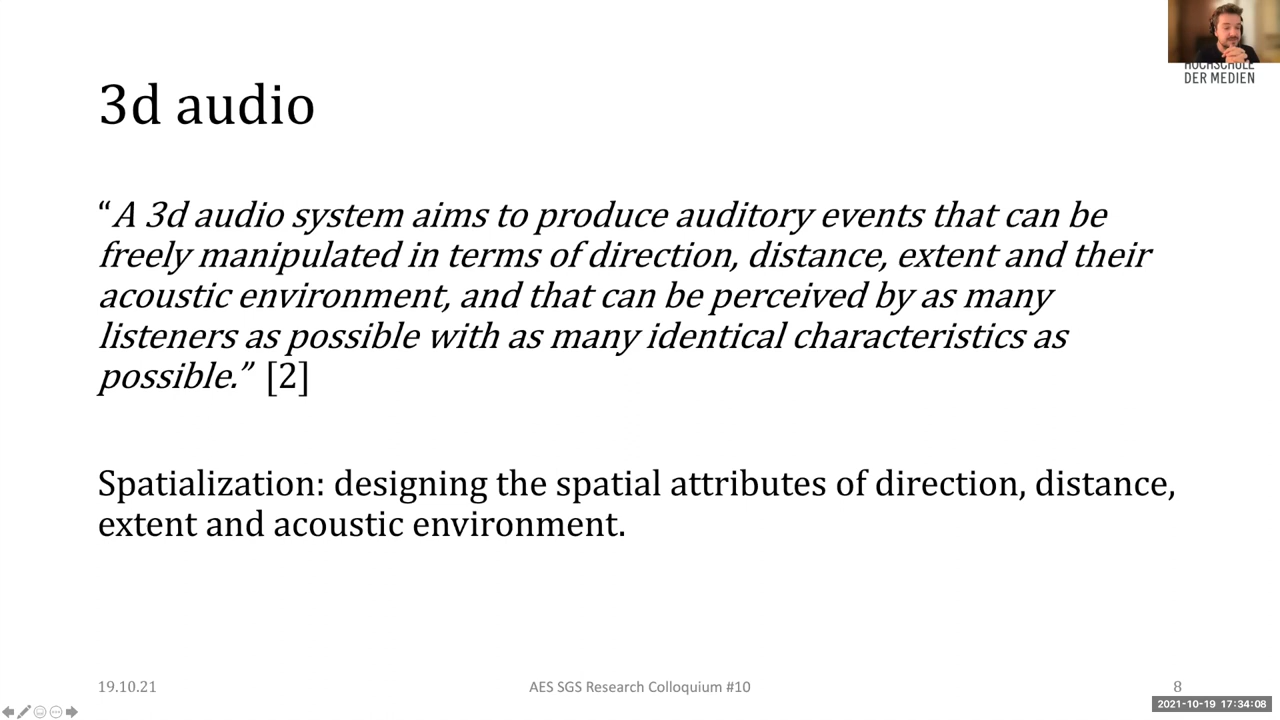 HOCHSCHULE
DER MEDIEN
3d audio
“A 3d audio system aims to produce auditory events that can be
freely manipulated in terms of direction, distance, extent and their
acoustic environment, and that can be perceived by as many
listeners as possible with as many identical characteristics as
possible.” [2]
Spatialization: designing the spatial attributes of direction, distance,
extent and acoustic environment.
19.10.21
AES SGS Research Colloquium #10
8
2021-10-19 17:34:08